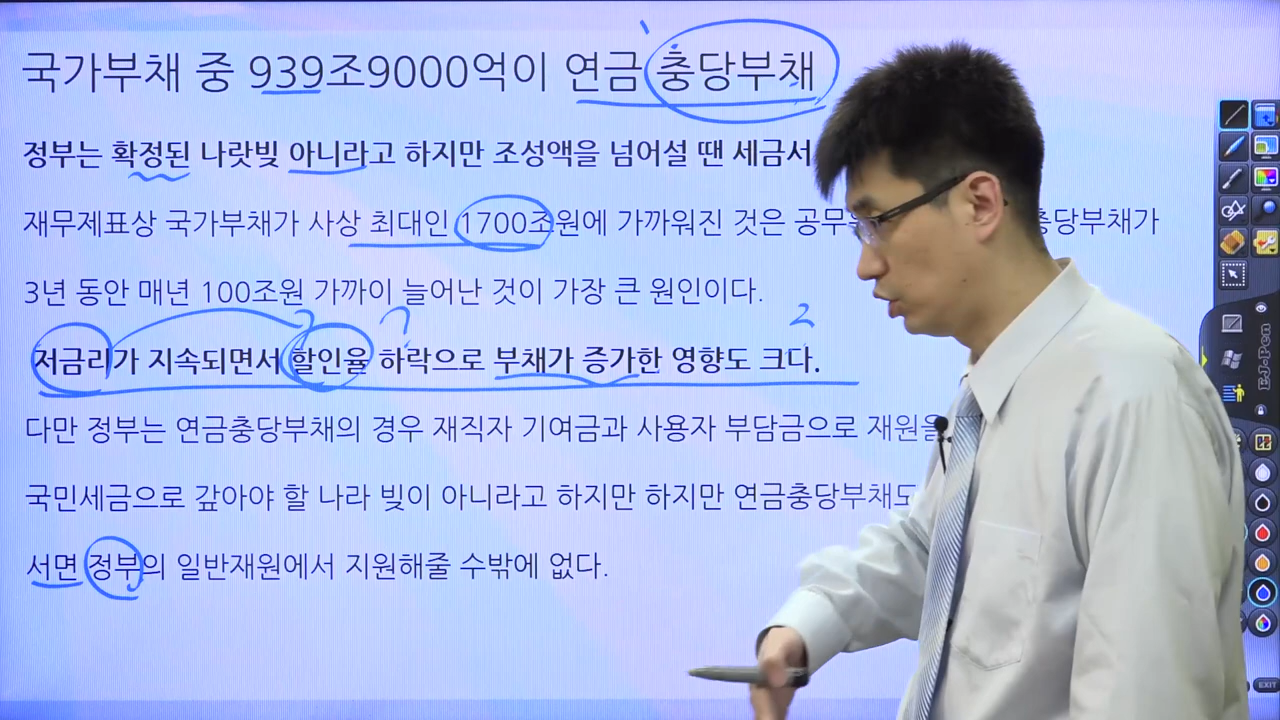 국가부채 중 939조9000억이 연금 충당부채
정부는 확정된 나랏빚 아니라고 하지만 조성액을 넘어설 땐 세금서
재무제표상 국가부채가 사상 최대인 1700조원에 가까워진 것은 충당부채가
3년 동안 매년 100조원 가까이 늘어난 것이 가장 큰 원인이다.
저금리가 지속되면서 할인율 하락으로 부채가 증가한 영향도 크다.
다만 정부는 연금충당부채의 경우 재직자 기여금과 사용자 부담금으로 재원을
국민세금으로 갚아야 할 나라 빚이 아니라고 하지만 하지만 연금충당부채도
서면 정부의 일반재원에서 지원해줄 수밖에 없다.
EJ-Pen
EXIT